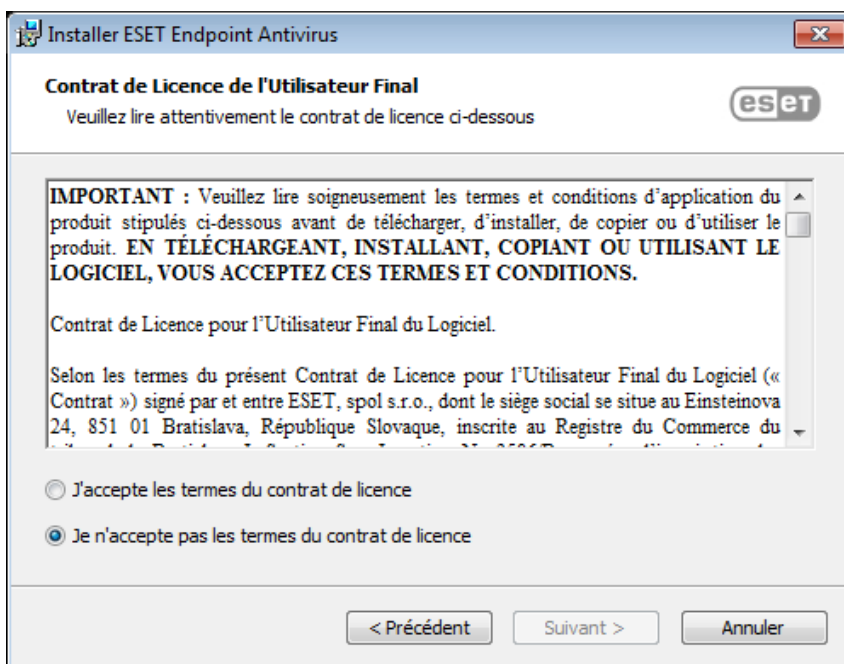 Installer ESET Endpoint Antivirus
Contrat de Licence de l'Utilisateur Final
Veuillez lire attentivement le contrat de licence ci-dessous
eseT
IMPORTANT : Veuillez lire soigneusement les termes et conditions d’application du
produit stipulés ci-dessous avant de télécharger, d’installer, de copier ou d’utiliser le
produit. EN TÉLÉCHARGEANT, INSTALLANT, COPIANT OU UTILISANT LE
LOGICIEL, VOUS ACCEPTEZ CES TERMES ET CONDITIONS.
Contrat de Licence pour l’Utilisateur Final du Logiciel.
Selon les termes du présent Contrat de Licence pour l’Utilisateur Final du Logiciel («
Contrat ») signé par et entre ESET, spol s.r.o., dont le siège social se situe au Einsteinova
24, 851 01 Bratislava, République Slovaque, inscrite au Registre du Commerce du
J'accepte les termes du contrat de licence
Je n'accepte pas les termes du contrat de licence
< Précédent
Suivant >
Annuler